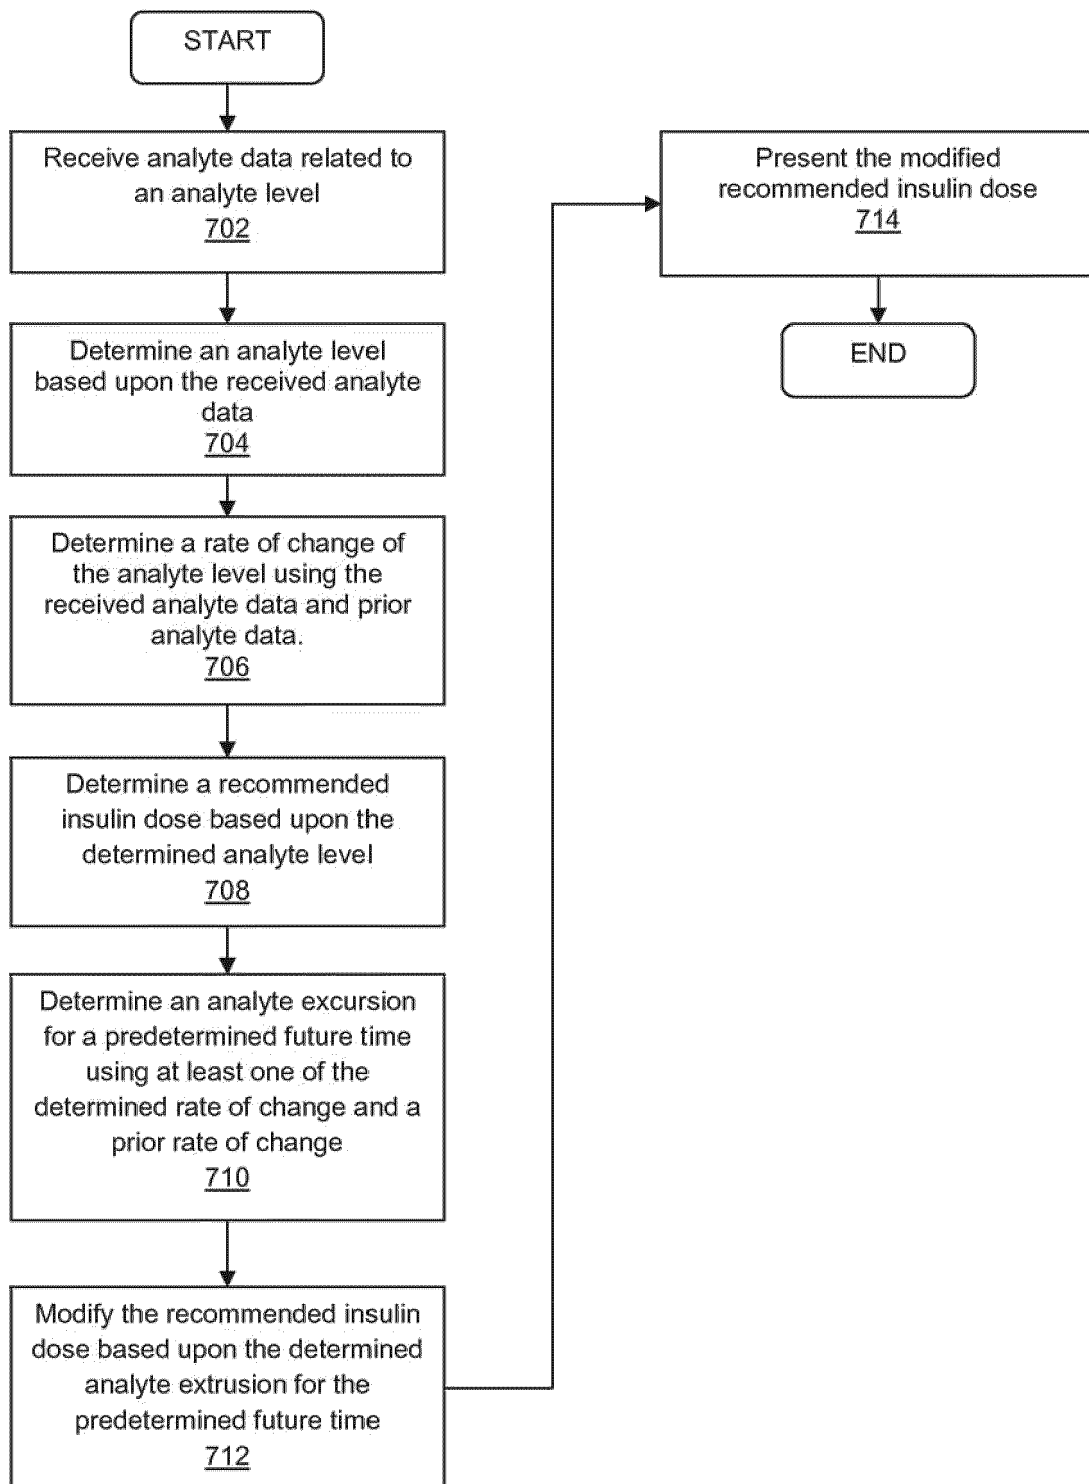 START
Receive analyte data related to
an analyte level
702
Determine an analyte level
based upon the received analyte
data
704
Determine a rate of change of
the analyte level using the
received analyte data and prior
analyte data.
706
Determine a recommended
insulin dose based upon the
determined analyte level
708
Determine an analyte excursion
for a predetermined future time
using at least one of the
determined rate of change and a
prior rate of change
710
Modify the recommended insulin
dose based upon the determined
analyte extrusion for the
predetermined future time
712
Present the modified
recommended insulin dose
714
END